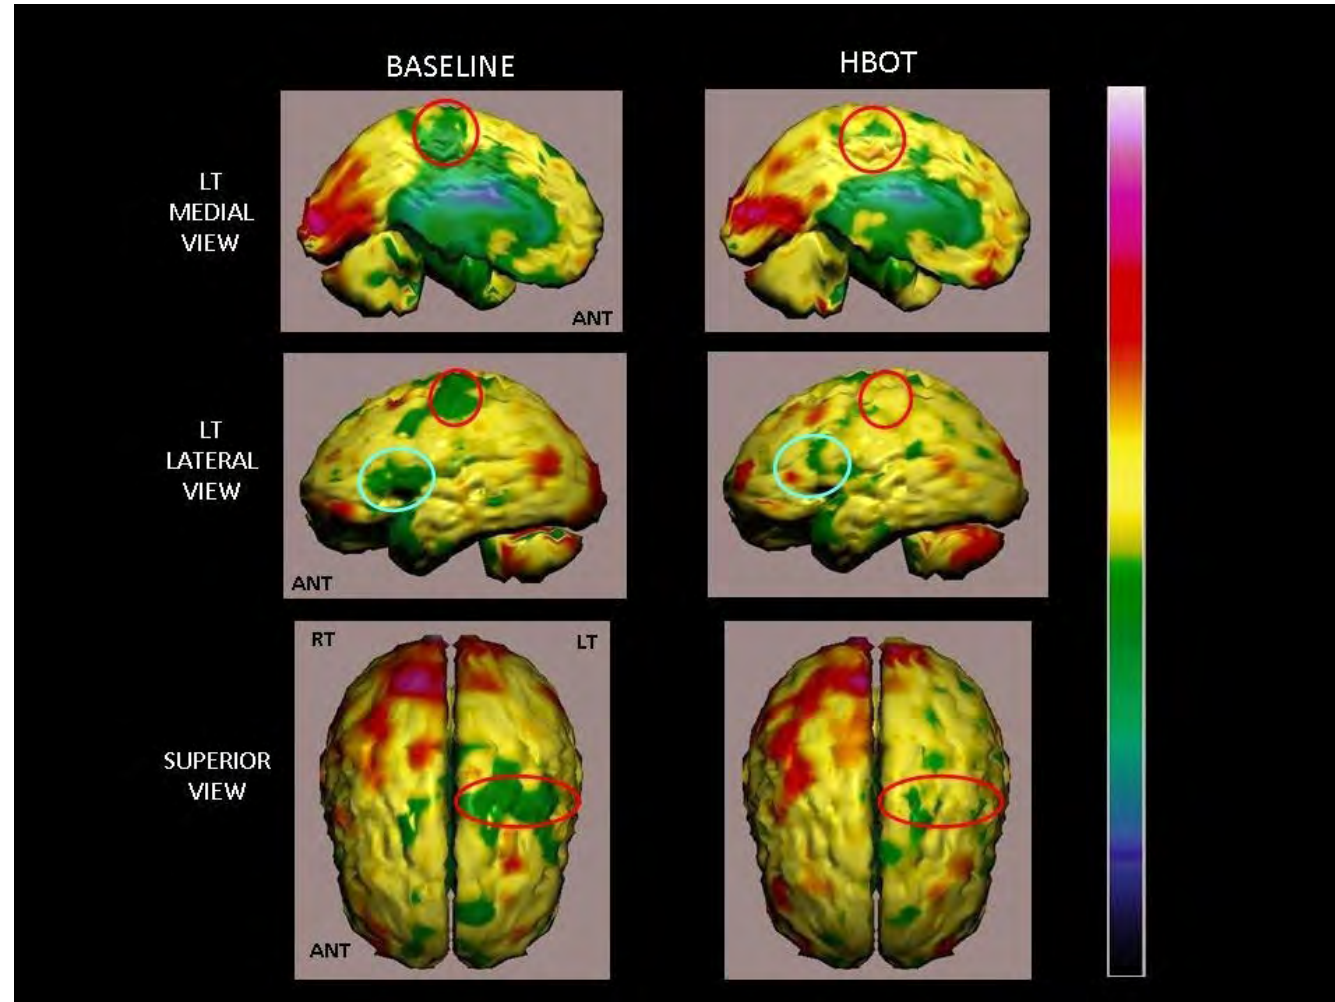 BASELINE
HBOT
LT
MEDIAL
VIEW
ANT
LT
LATERAL
VIEW
ANT
RT
LT
SUPERIOR
VIEW
ANT